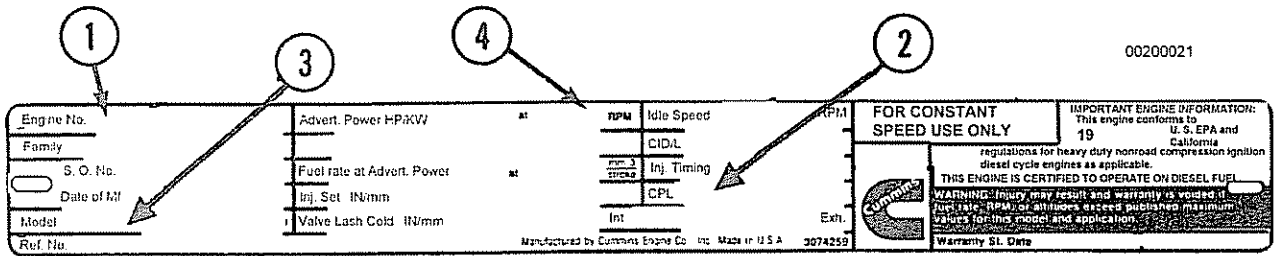 1
3
4
2
00200021
Engine No.
Family
S. O. No.
Date of Mf
Model
Ref. No.
Advert. Power HP/KW at RPM
Fuel rate at Advert. Power at mm 3 stroke
Inj. Set IN/mm
Valve Lash Cold IN/mm
Idle Speed RPM
CID/L
Inj. Timing
CPL
Int Exh.
Manufactured by Cummins Engine Co Inc Made in U S A 3074259
FOR CONSTANT
SPEED USE ONLY
Cummins
IMPORTANT ENGINE INFORMATION:
This engine conforms to
19 U. S. EPA and
California
regulations for heavy duty nonroad compression ignition
diesel cycle engines as applicable.
THIS ENGINE IS CERTIFIED TO OPERATE ON DIESEL FUEL
WARNING: Injury may result and warranty is voided if
fuel rate, RPM, or altitudes exceed published maximum
values for this model and application.
Warranty St. Date